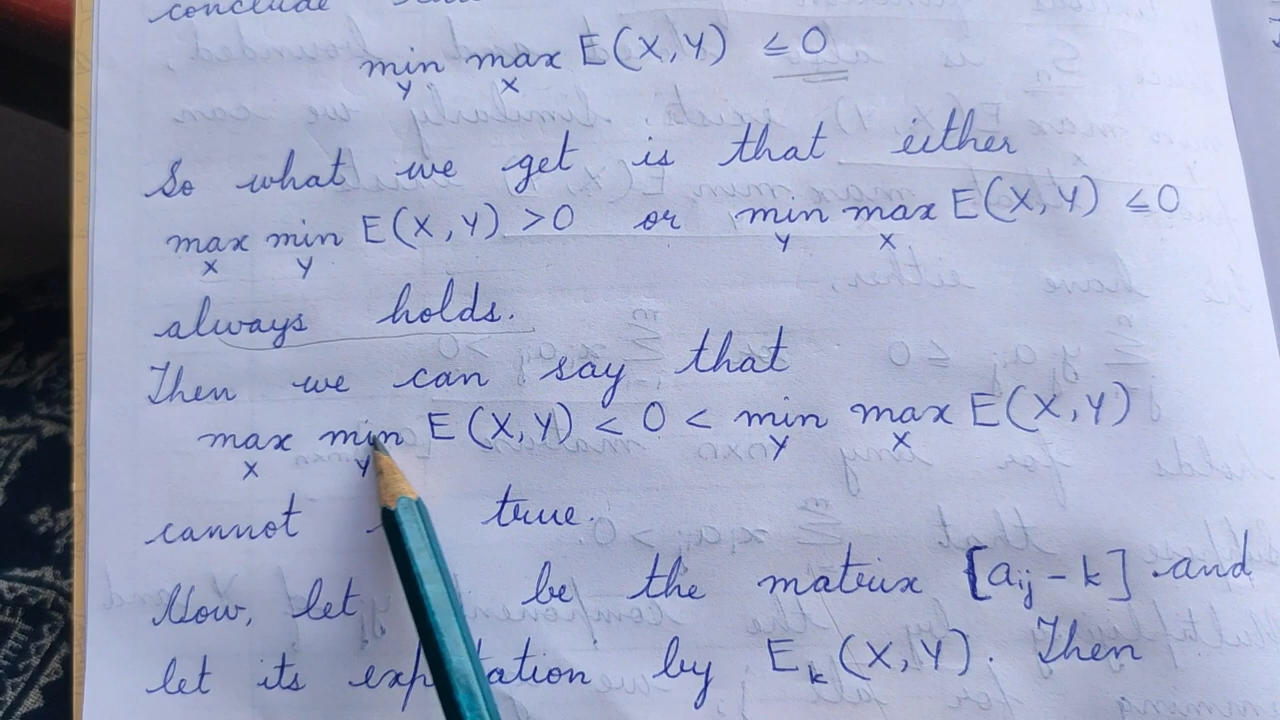 conclude
min max E(X,Y) ≤0
Y X
So what we get is that either
max min E(X,Y) >0 or min max E(X,Y) ≤0
X Y Y X
always holds.
Then we can say that
max min E(X,Y) < 0 < min max E(X,Y)
X Y Y X
cannot true.
Now, let be the matrix [aij - k] and
let its exp tation by Ek(X,Y). Then